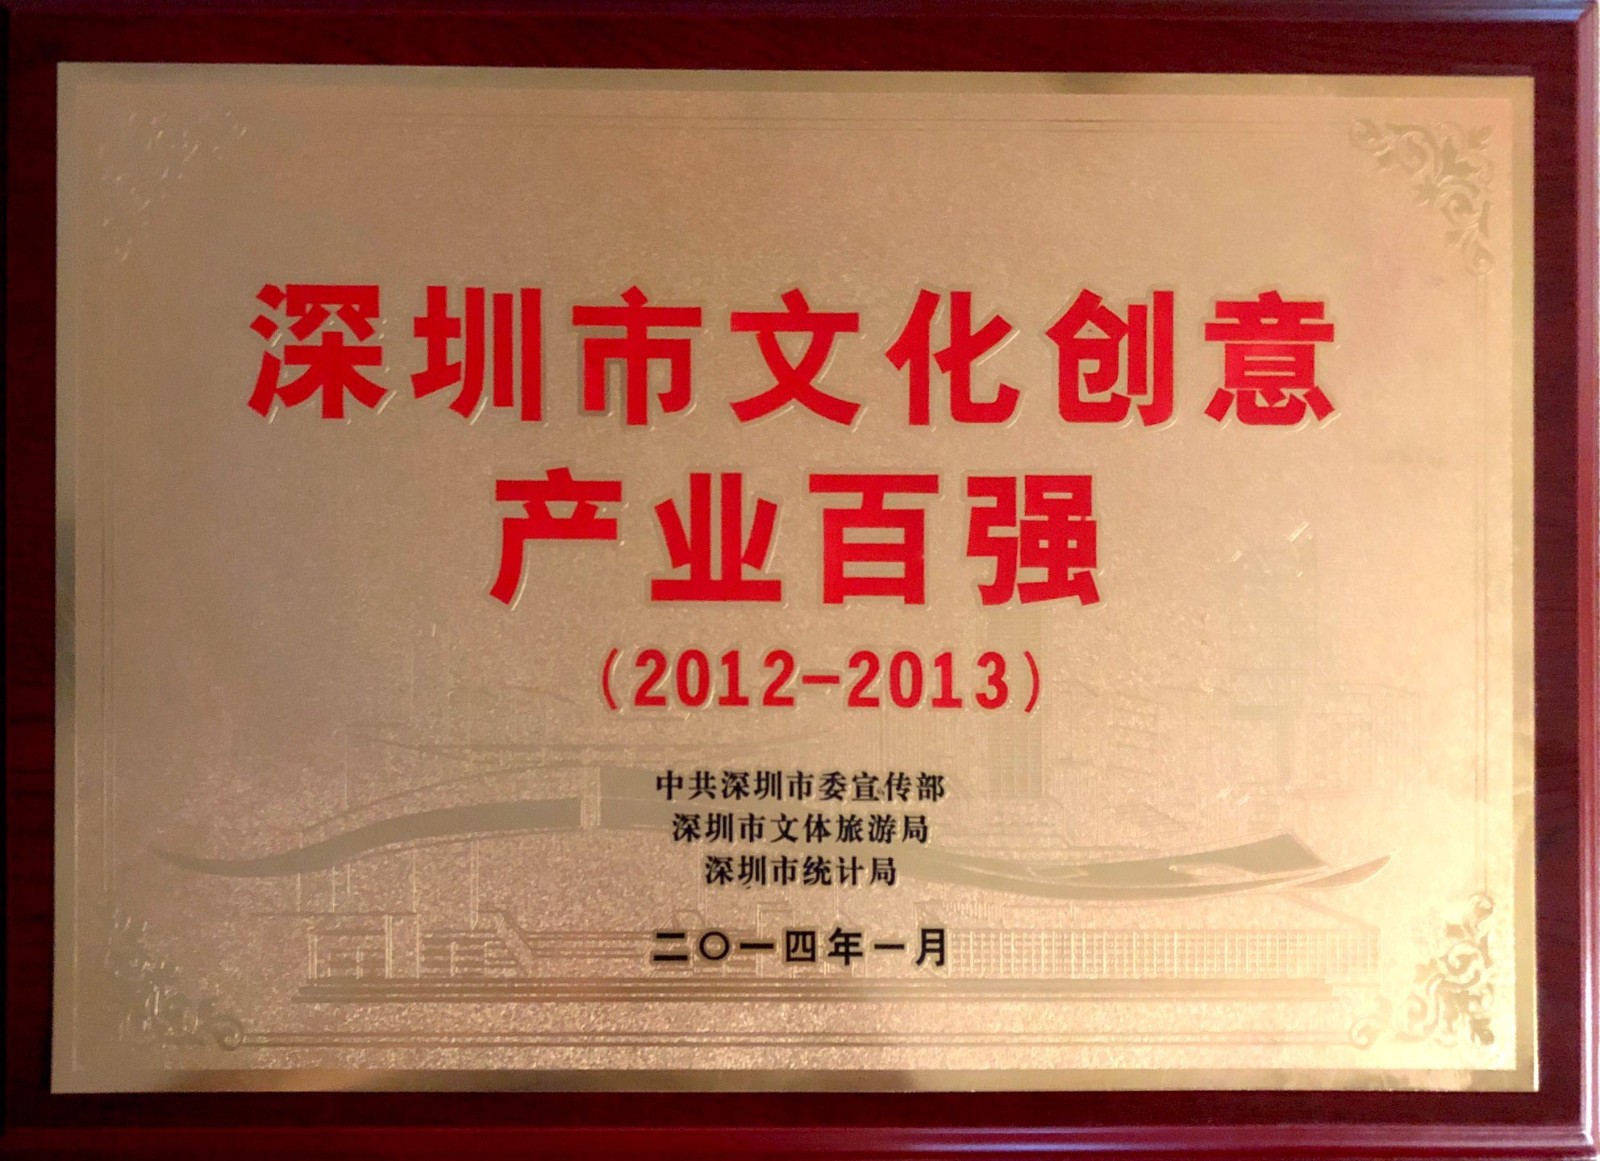 深圳市文化创意
产业百强
(2012-2013)
中共深圳市委宣传部
深圳市文体旅游局
深圳市统计局
二〇一四年一月